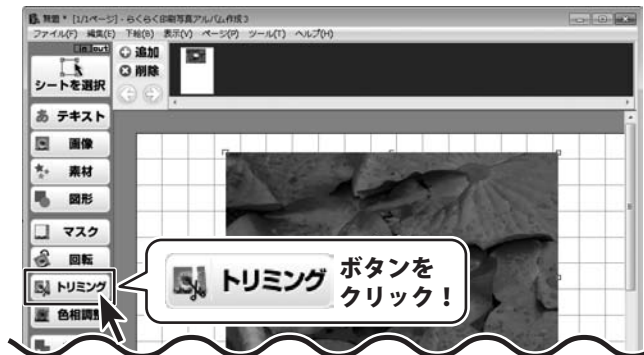 無題 * [1/1ページ] - らくらく印刷写真アルバム作成3
ファイル(F) 編集(E) 下絵(B) 表示(V) ページ(P) ツール(T) ヘルプ(H)
in out
シートを選択
追加
削除
テキスト
画像
素材
図形
マスク
回転
トリミング
色相調整
トリミング
ボタンを
クリック！